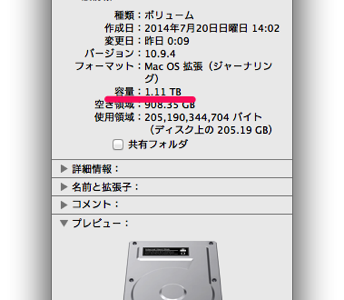 種類：ボリューム
作成日：2014年7月20日日曜日 14:02
変更日：昨日 0:09
バージョン：10.9.4
フォーマット：Mac OS 拡張（ジャーナリン
グ）
容量：1.11 TB
空き領域：908.35 GB
使用領域：205,190,344,704 バイト
（ディスク上の 205.19 GB）
共有フォルダ
詳細情報：
名前と拡張子：
コメント：
プレビュー：